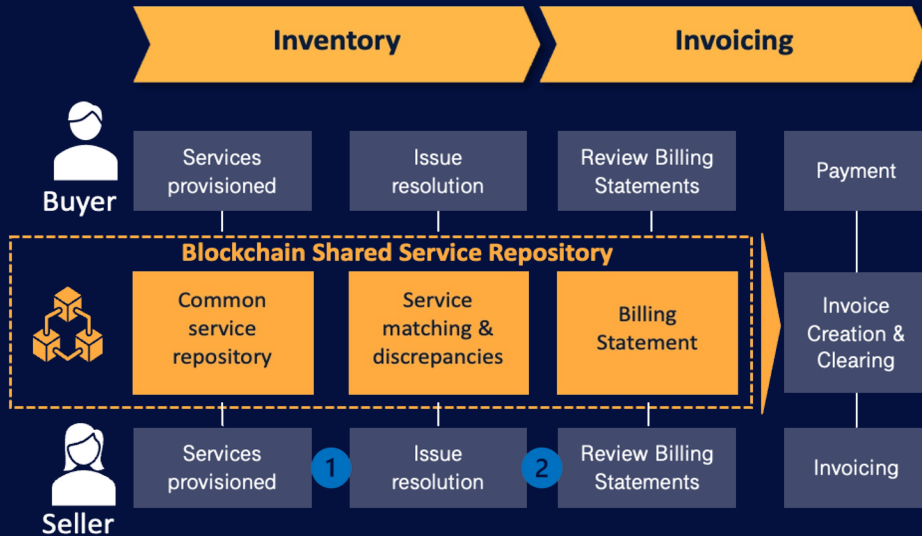 Inventory
Invoicing
Services
provisioned
Issue
resolution
Review Billing
Statements
Payment
Buyer
Blockchain Shared Service Repository
Common
service
repository
Service
matching &
discrepancies
Billing
Statement
Invoice
Creation &
Clearing
Services
provisioned
1
Issue
resolution
2
Review Billing
Statements
Invoicing
Seller